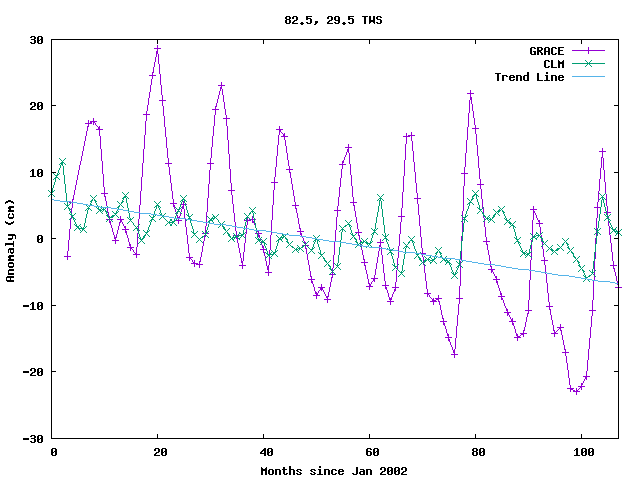 82.5, 29.5 TWS
GRACE
CLM
Trend Line
30
20
10
0
-10
-20
-30
Anomaly (cm)
0 20 40 60 80 100
Months since Jan 2002